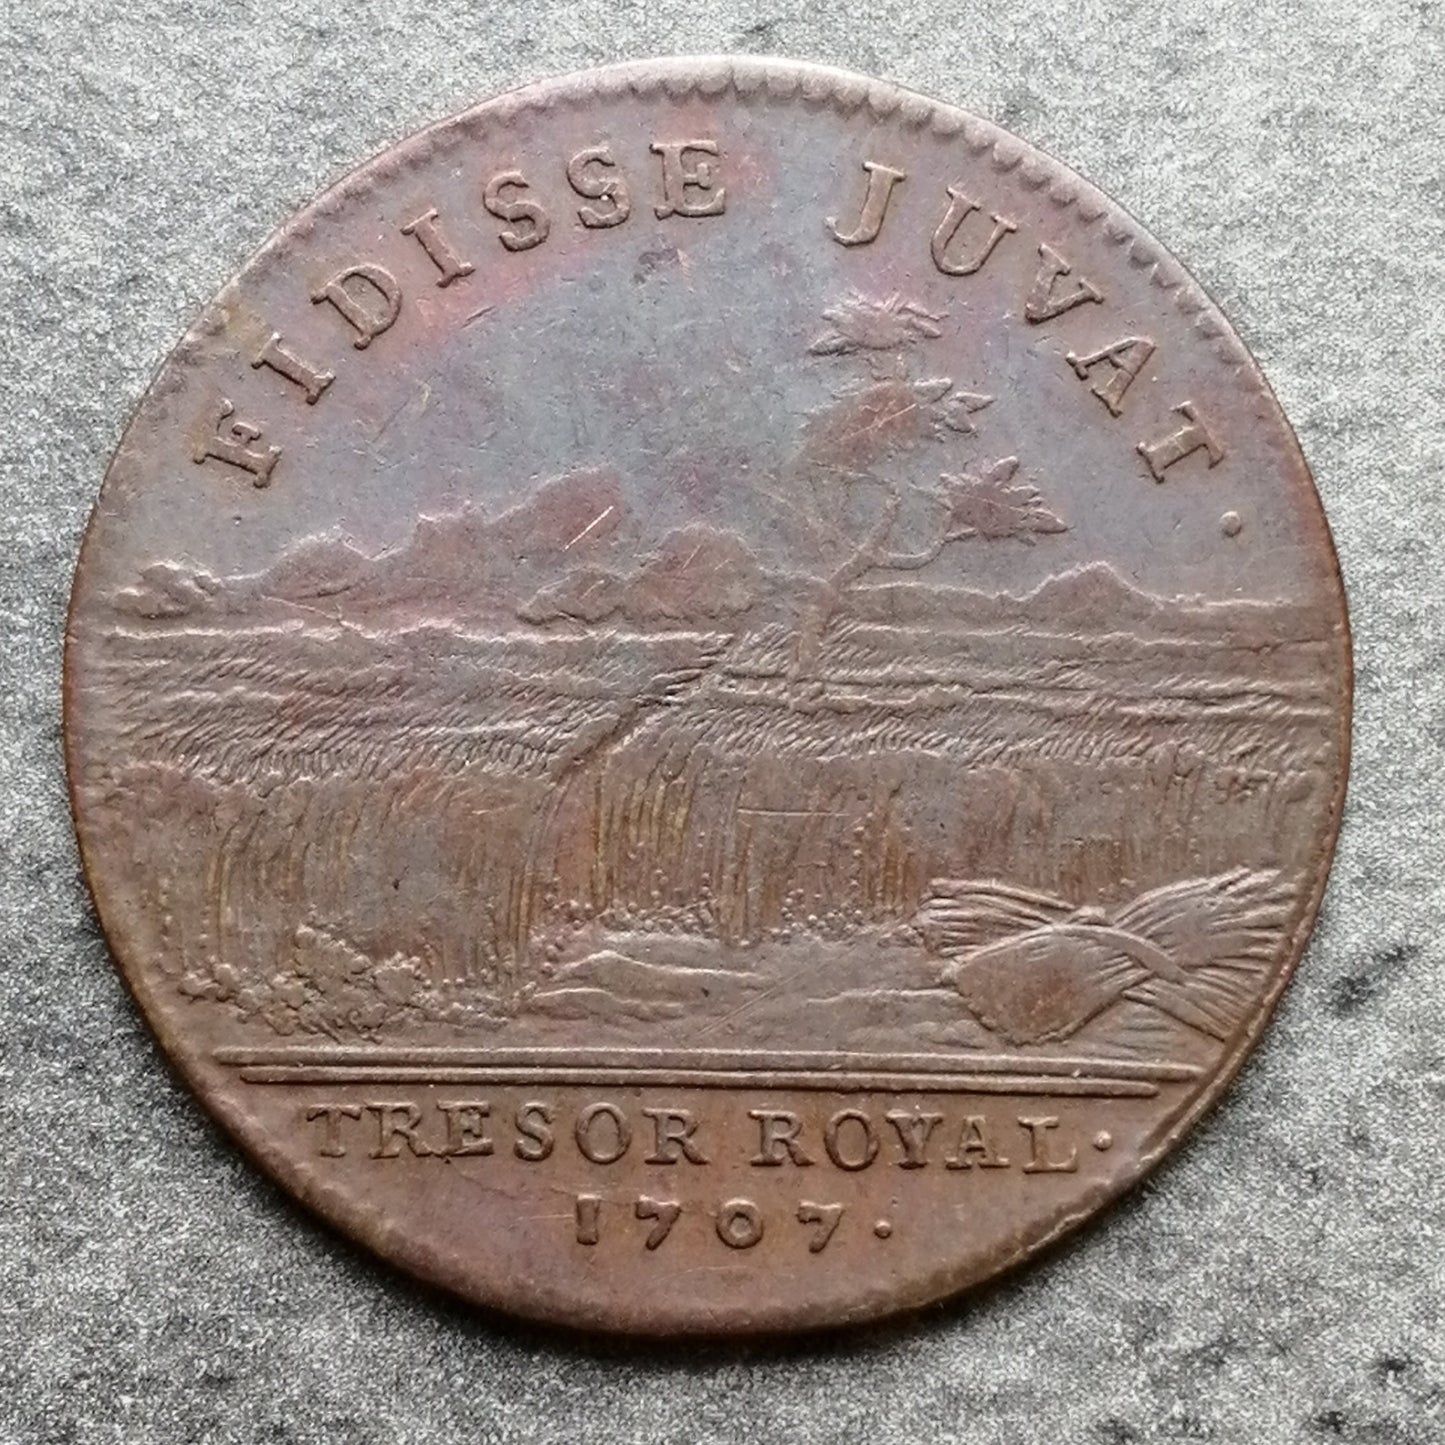 FIDISSE JUVAT .
TRESOR ROYAL .
1707 .